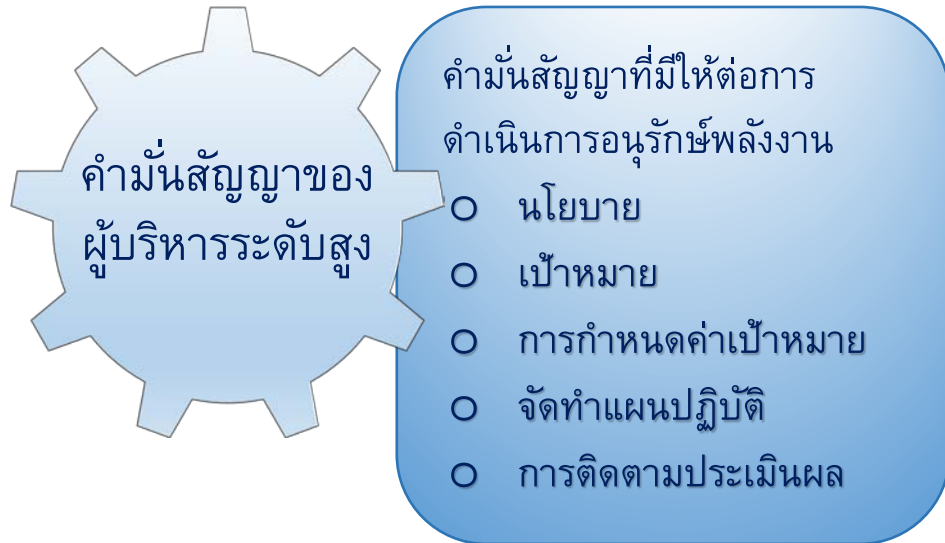 คำมั่นสัญญาของ
ผู้บริหารระดับสูง
คำมั่นสัญญาที่มีให้ต่อการ
ดำเนินการอนุรักษ์พลังงาน
o นโยบาย
o เป้าหมาย
o การกำหนดค่าเป้าหมาย
o จัดทำแผนปฏิบัติ
o การติดตามประเมินผล